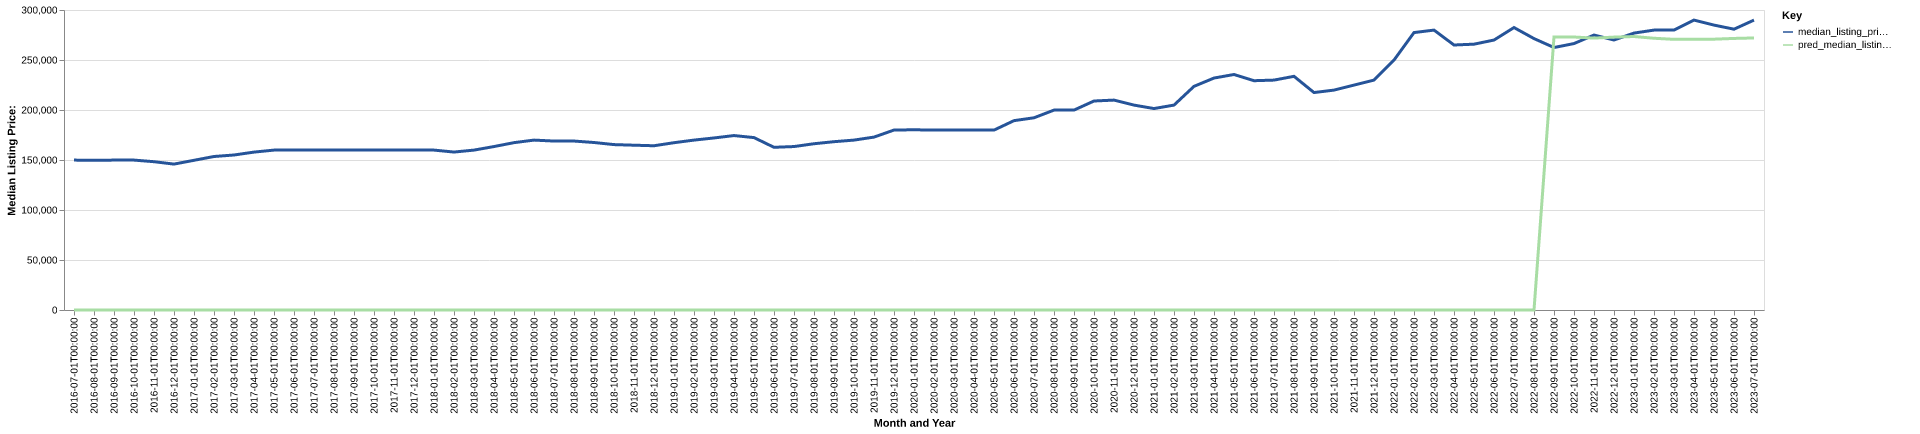 300,000
250,000
200,000
150,000
100,000
50,000
0
Median Listing Price:
2016-07-01T00:00:00
2016-08-01T00:00:00
2016-09-01T00:00:00
2016-10-01T00:00:00
2016-11-01T00:00:00
2016-12-01T00:00:00
2017-01-01T00:00:00
2017-02-01T00:00:00
2017-03-01T00:00:00
2017-04-01T00:00:00
2017-05-01T00:00:00
2017-06-01T00:00:00
2017-07-01T00:00:00
2017-08-01T00:00:00
2017-09-01T00:00:00
2017-10-01T00:00:00
2017-11-01T00:00:00
2017-12-01T00:00:00
2018-01-01T00:00:00
2018-02-01T00:00:00
2018-03-01T00:00:00
2018-04-01T00:00:00
2018-05-01T00:00:00
2018-06-01T00:00:00
2018-07-01T00:00:00
2018-08-01T00:00:00
2018-09-01T00:00:00
2018-10-01T00:00:00
2018-11-01T00:00:00
2018-12-01T00:00:00
2019-01-01T00:00:00
2019-02-01T00:00:00
2019-03-01T00:00:00
2019-04-01T00:00:00
2019-05-01T00:00:00
2019-06-01T00:00:00
2019-07-01T00:00:00
2019-08-01T00:00:00
2019-09-01T00:00:00
2019-10-01T00:00:00
2019-11-01T00:00:00
2019-12-01T00:00:00
2020-01-01T00:00:00
2020-02-01T00:00:00
2020-03-01T00:00:00
2020-04-01T00:00:00
2020-05-01T00:00:00
2020-06-01T00:00:00
2020-07-01T00:00:00
2020-08-01T00:00:00
2020-09-01T00:00:00
2020-10-01T00:00:00
2020-11-01T00:00:00
2020-12-01T00:00:00
2021-01-01T00:00:00
2021-02-01T00:00:00
2021-03-01T00:00:00
2021-04-01T00:00:00
2021-05-01T00:00:00
2021-06-01T00:00:00
2021-07-01T00:00:00
2021-08-01T00:00:00
2021-09-01T00:00:00
2021-10-01T00:00:00
2021-11-01T00:00:00
2021-12-01T00:00:00
2022-01-01T00:00:00
2022-02-01T00:00:00
2022-03-01T00:00:00
2022-04-01T00:00:00
2022-05-01T00:00:00
2022-06-01T00:00:00
2022-07-01T00:00:00
2022-08-01T00:00:00
2022-09-01T00:00:00
2022-10-01T00:00:00
2022-11-01T00:00:00
2022-12-01T00:00:00
2023-01-01T00:00:00
2023-02-01T00:00:00
2023-03-01T00:00:00
2023-04-01T00:00:00
2023-05-01T00:00:00
2023-06-01T00:00:00
2023-07-01T00:00:00
Month and Year
Key
median_listing_pri…
pred_median_listin…